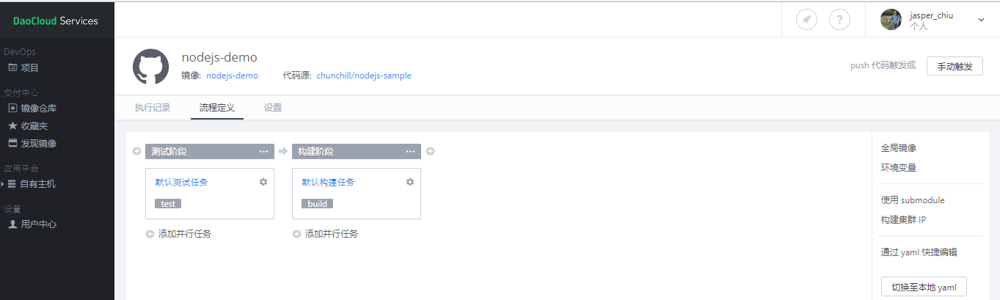 DaoCloud Services
jasper_chiu
个人
DevOps
项目
交付中心
镜像仓库
收藏夹
发现镜像
应用平台
自有主机
设置
用户中心
nodejs-demo
镜像: nodejs-demo 代码源: chunchill/nodejs-sample
push 代码触发或 手动触发
执行记录 流程定义 设置
测试阶段 ... 构建阶段 ...
默认测试任务 默认构建任务
test build
添加并行任务 添加并行任务
全局镜像
环境变量
使用 submodule
构建集群 IP
通过 yaml 快捷编辑
切换至本地 yaml